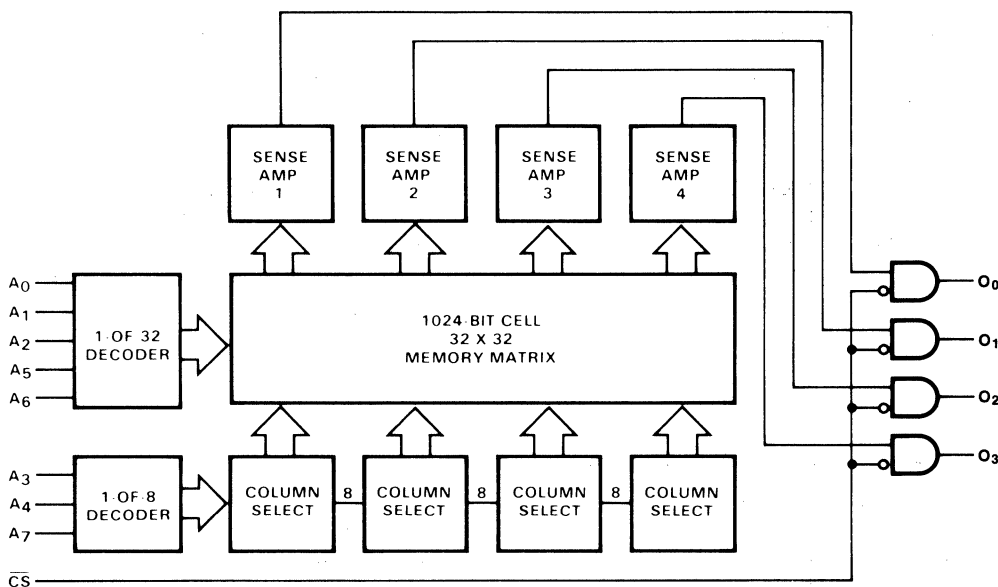 SENSE
AMP
1
SENSE
AMP
2
SENSE
AMP
3
SENSE
AMP
4
A0
A1
A2
A5
A6
1 OF 32
DECODER
1024-BIT CELL
32 X 32
MEMORY MATRIX
O0
O1
O2
O3
A3
A4
A7
1 OF 8
DECODER
COLUMN
SELECT
8
COLUMN
SELECT
8
COLUMN
SELECT
8
COLUMN
SELECT
C̅S̅